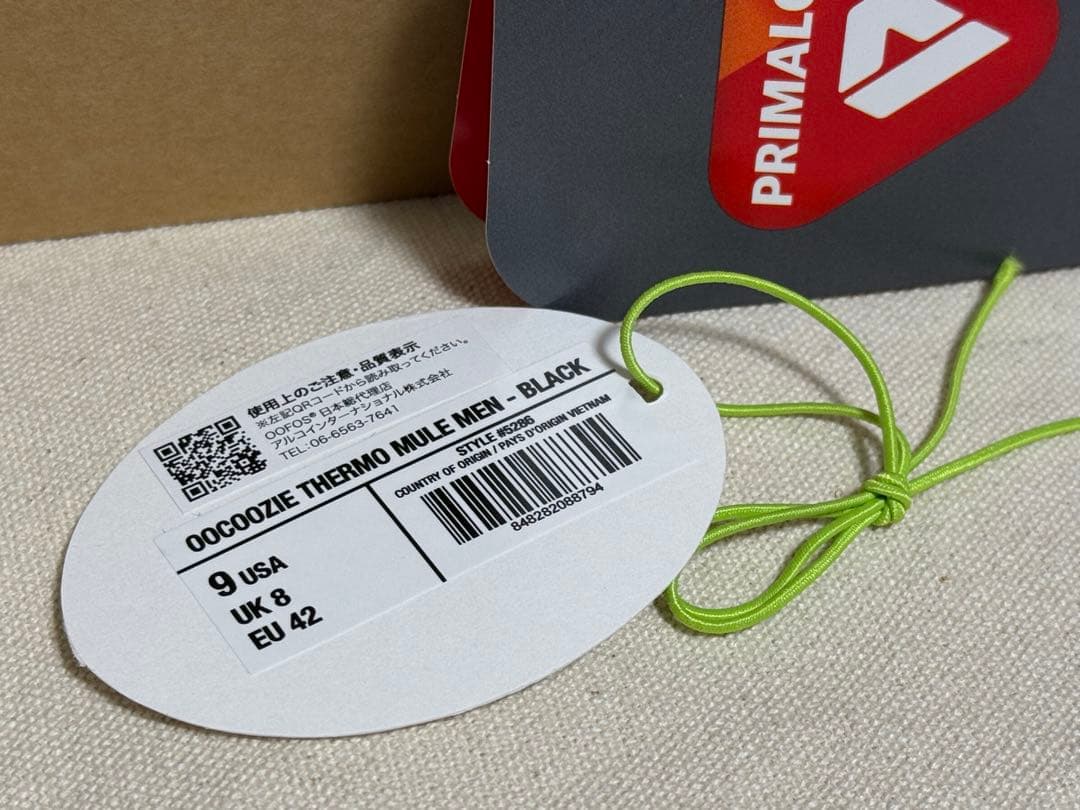 PRIMALO
使用上のご注意・品質表示
※左記QRコードから読み取ってください。
OOFOS® 日本総代理店
アルコインターナショナル株式会社
TEL:06-6563-7641
OOCOOZIE THERMO MULE MEN - BLACK
STYLE #5286
COUNTRY OF ORIGIN / PAYS D'ORIGIN VIETNAM
848282088794
9 USA
UK 8
EU 42